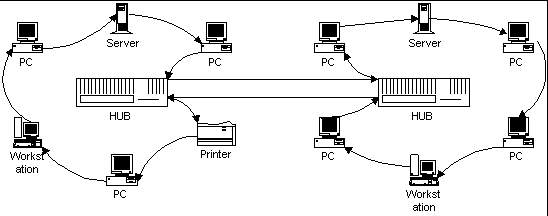 Server
Server
PC
PC
PC
PC
HUB
HUB
Workst
ation
Printer
PC
PC
PC
PC
Workst
ation